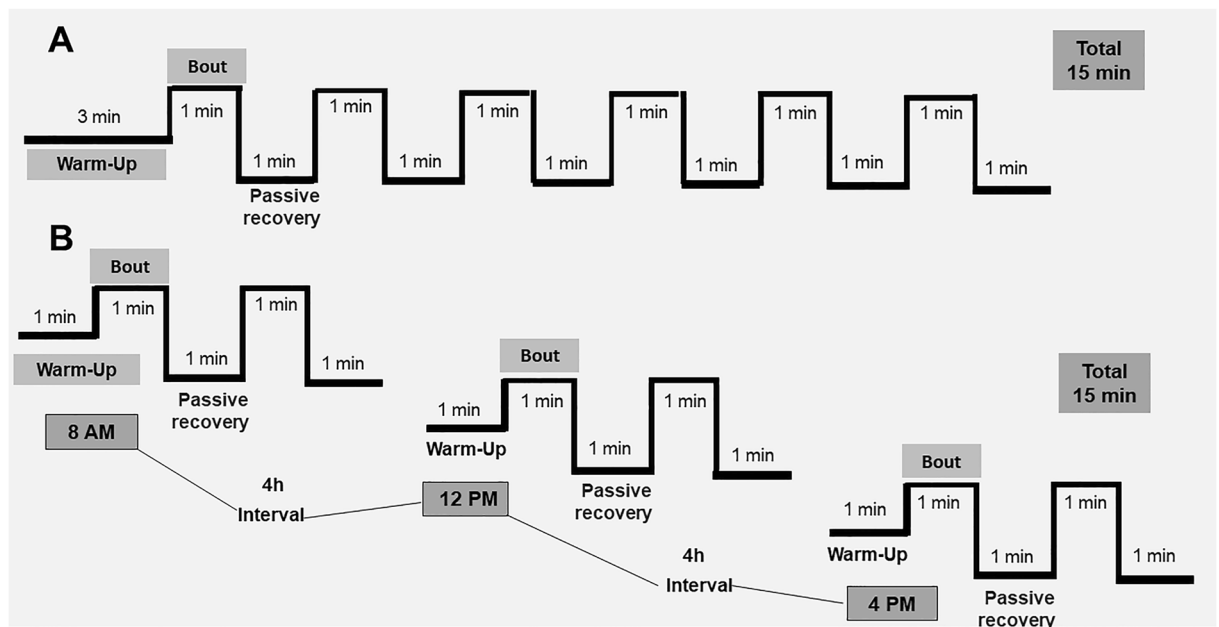 A
Bout
Total
15 min
3 min
1 min
1 min
1 min
1 min
1 min
1 min
Warm-Up
1 min
1 min
1 min
1 min
1 min
1 min
Passive
recovery
B
Bout
1 min
1 min
1 min
Warm-Up
1 min
1 min
Passive
recovery
8 AM
4h
Interval
Bout
1 min
1 min
1 min
Warm-Up
1 min
1 min
Passive
recovery
12 PM
4h
Interval
Total
15 min
Bout
1 min
1 min
1 min
Warm-Up
1 min
1 min
Passive
recovery
4 PM